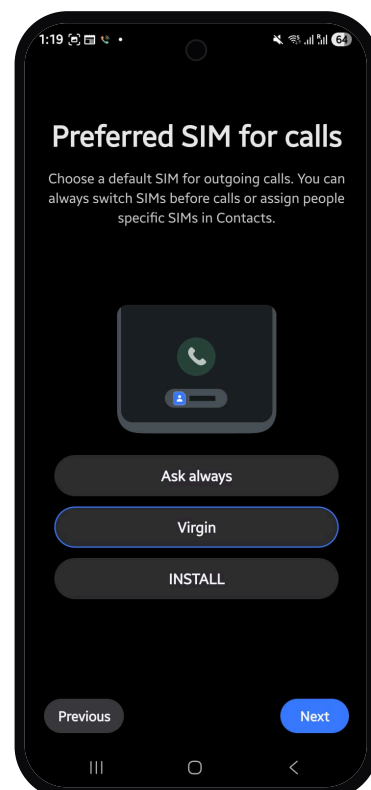 1:19
64
Preferred SIM for calls
Choose a default SIM for outgoing calls. You can
always switch SIMs before calls or assign people
specific SIMs in Contacts.
Ask always
Virgin
INSTALL
Previous
Next